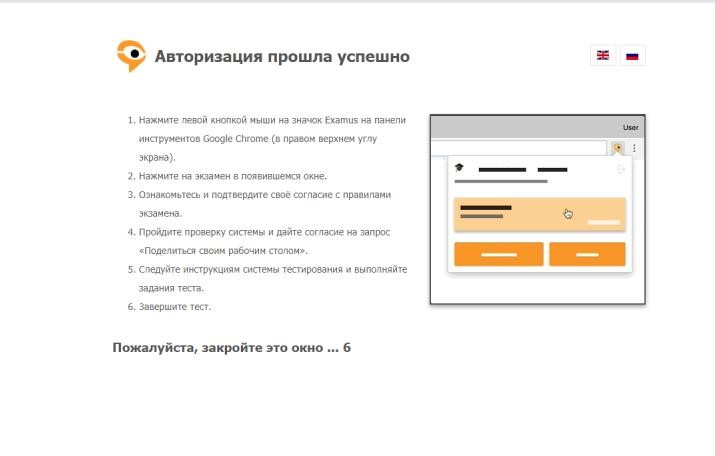 Авторизация прошла успешно
1. Нажмите левой кнопкой мыши на значок Examus на панели
инструментов Google Chrome (в правом верхнем углу
экрана).
2. Нажмите на экзамен в появившемся окне.
3. Ознакомьтесь и подтвердите своё согласие с правилами
экзамена.
4. Пройдите проверку системы и дайте согласие на запрос
«Поделиться своим рабочим столом».
5. Следуйте инструкциям системы тестирования и выполняйте
задания теста.
6. Завершите тест.
User
Пожалуйста, закройте это окно ... 6